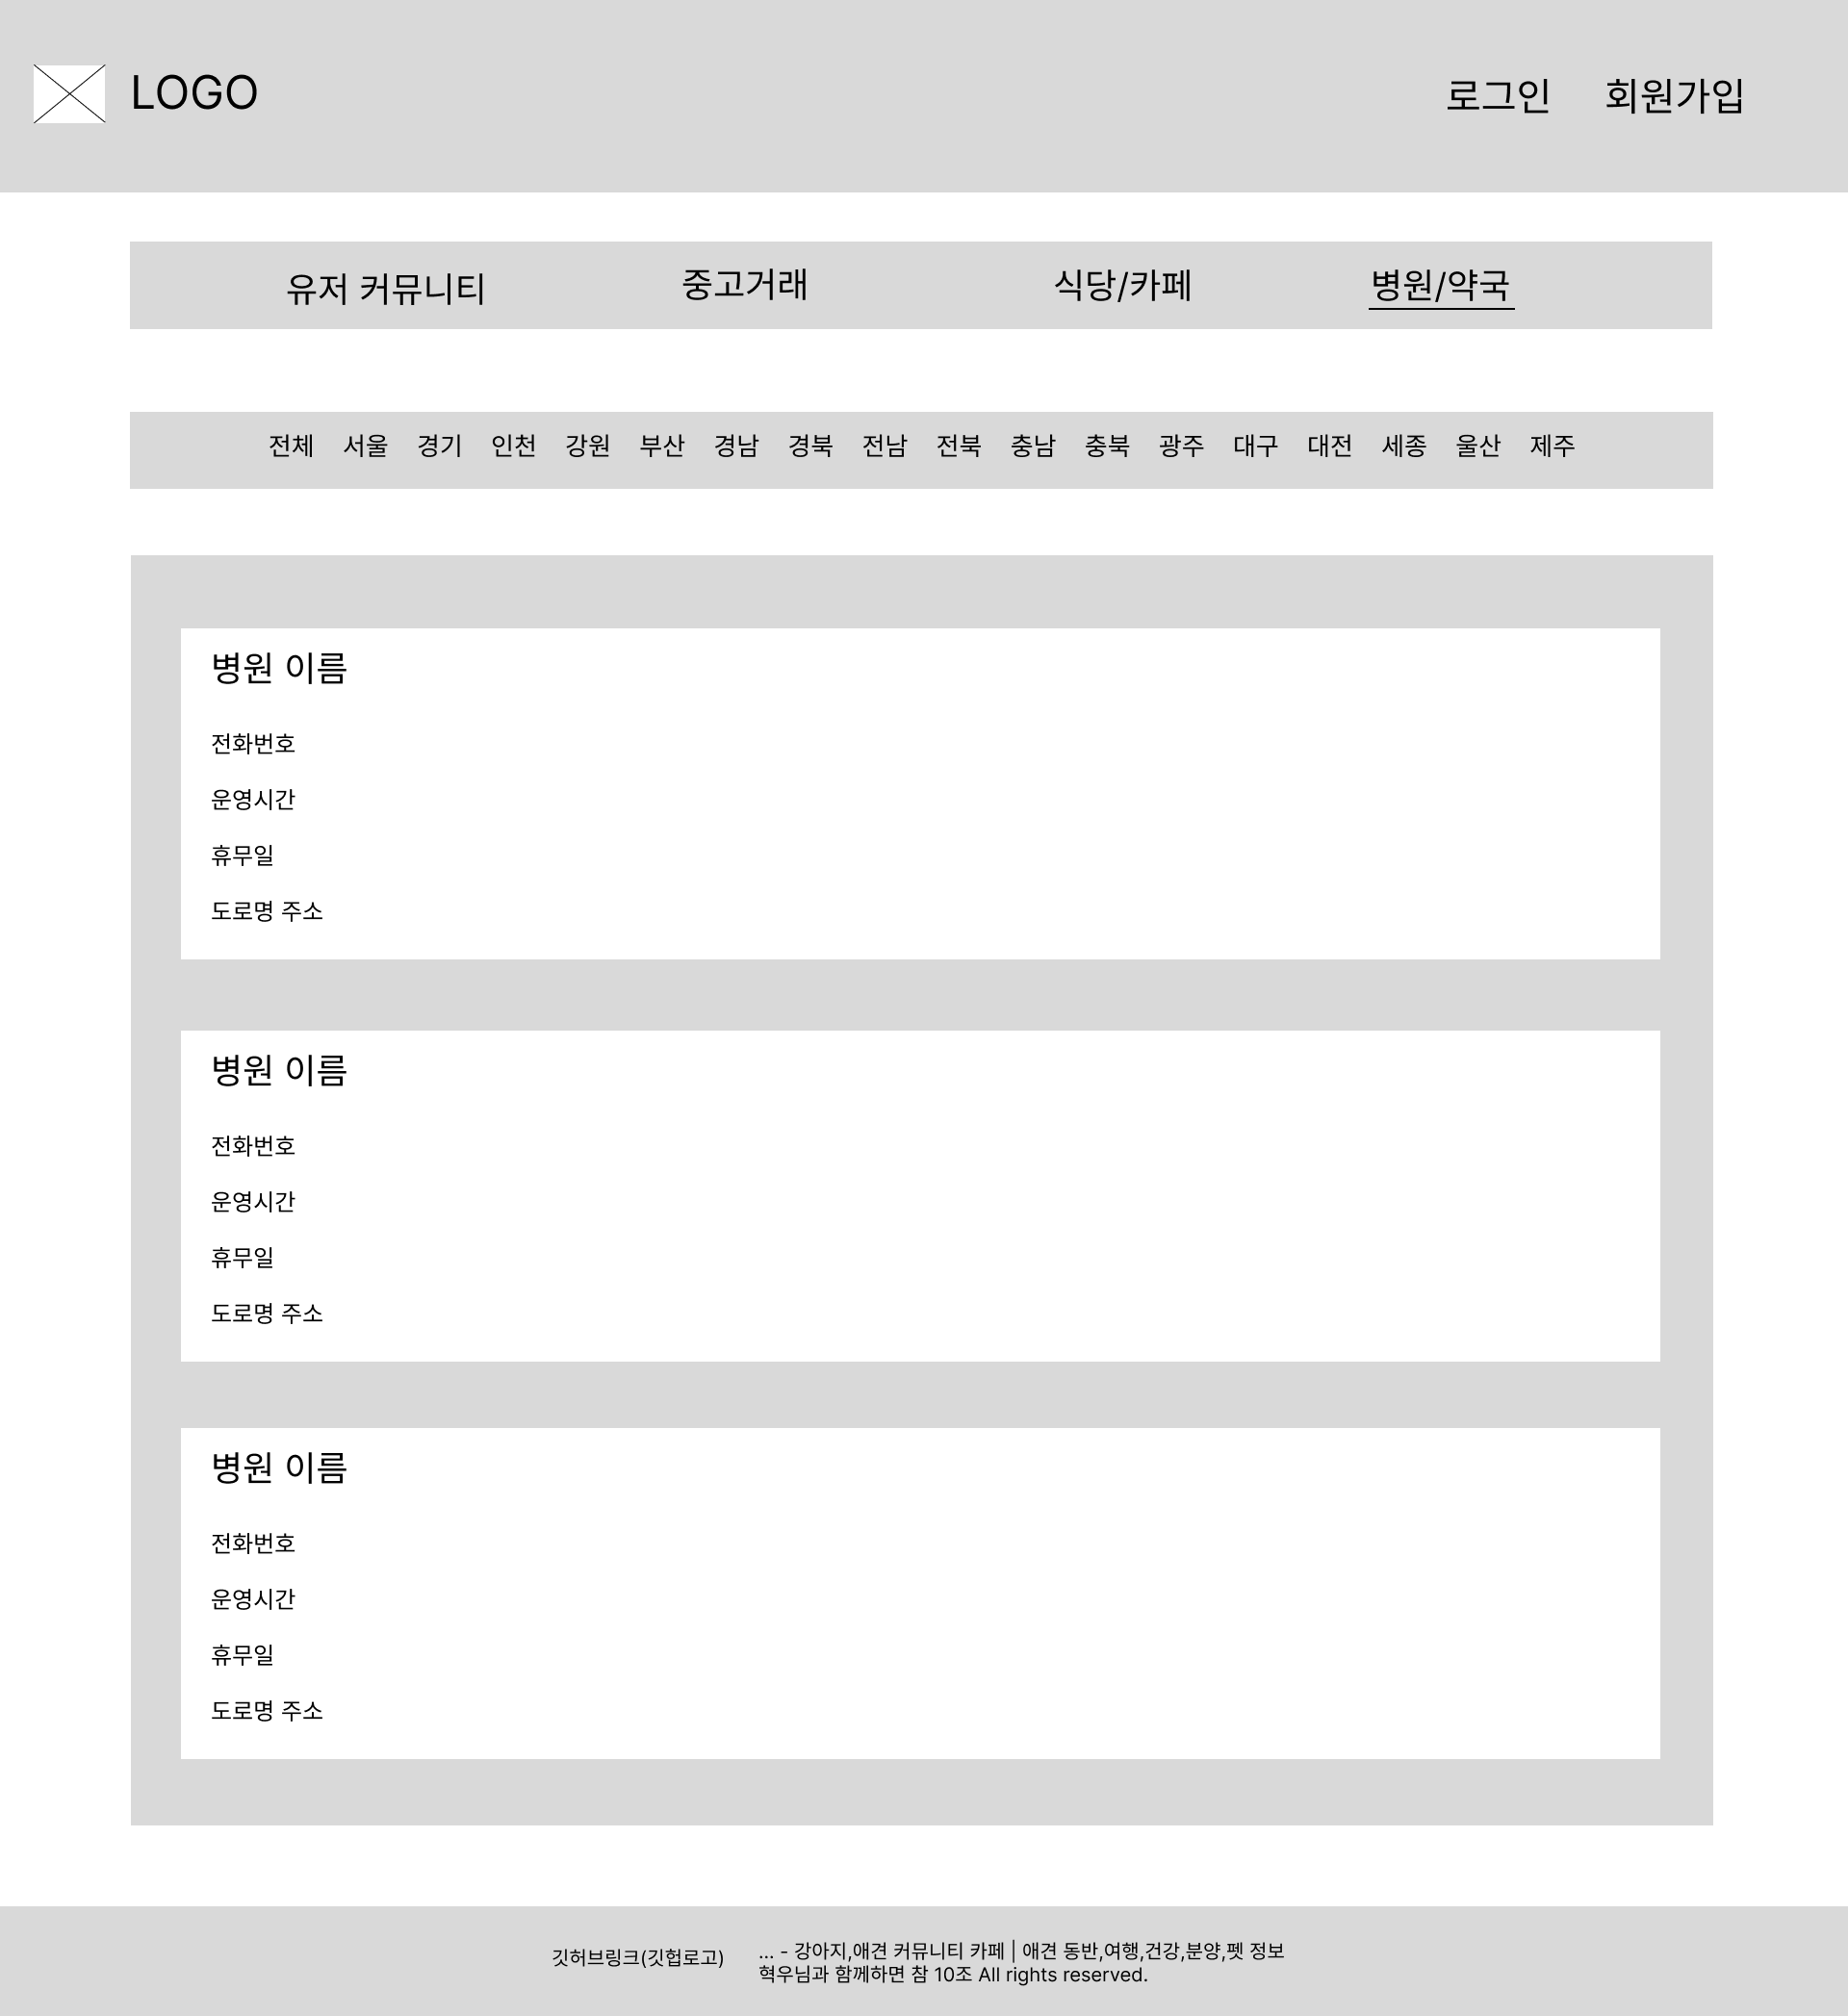 LOGO
로그인 회원가입
유저 커뮤니티 중고거래 식당/카페 병원/약국
전체 서울 경기 인천 강원 부산 경남 경북 전남 전북 충남 충북 광주 대구 대전 세종 울산 제주
병원 이름
전화번호
운영시간
휴무일
도로명 주소
병원 이름
전화번호
운영시간
휴무일
도로명 주소
병원 이름
전화번호
운영시간
휴무일
도로명 주소
깃허브링크(깃헙로고)
... - 강아지,애견 커뮤니티 카페 | 애견 동반,여행,건강,분양,펫 정보
혁우님과 함께하면 참 10조 All rights reserved.